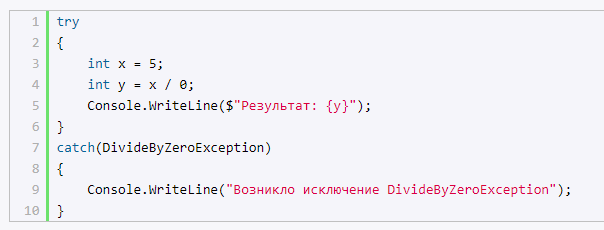 1 try
2 {
3     int x = 5;
4     int y = x / 0;
5     Console.WriteLine($"Результат: {y}");
6 }
7 catch(DivideByZeroException)
8 {
9     Console.WriteLine("Возникло исключение DivideByZeroException");
10 }